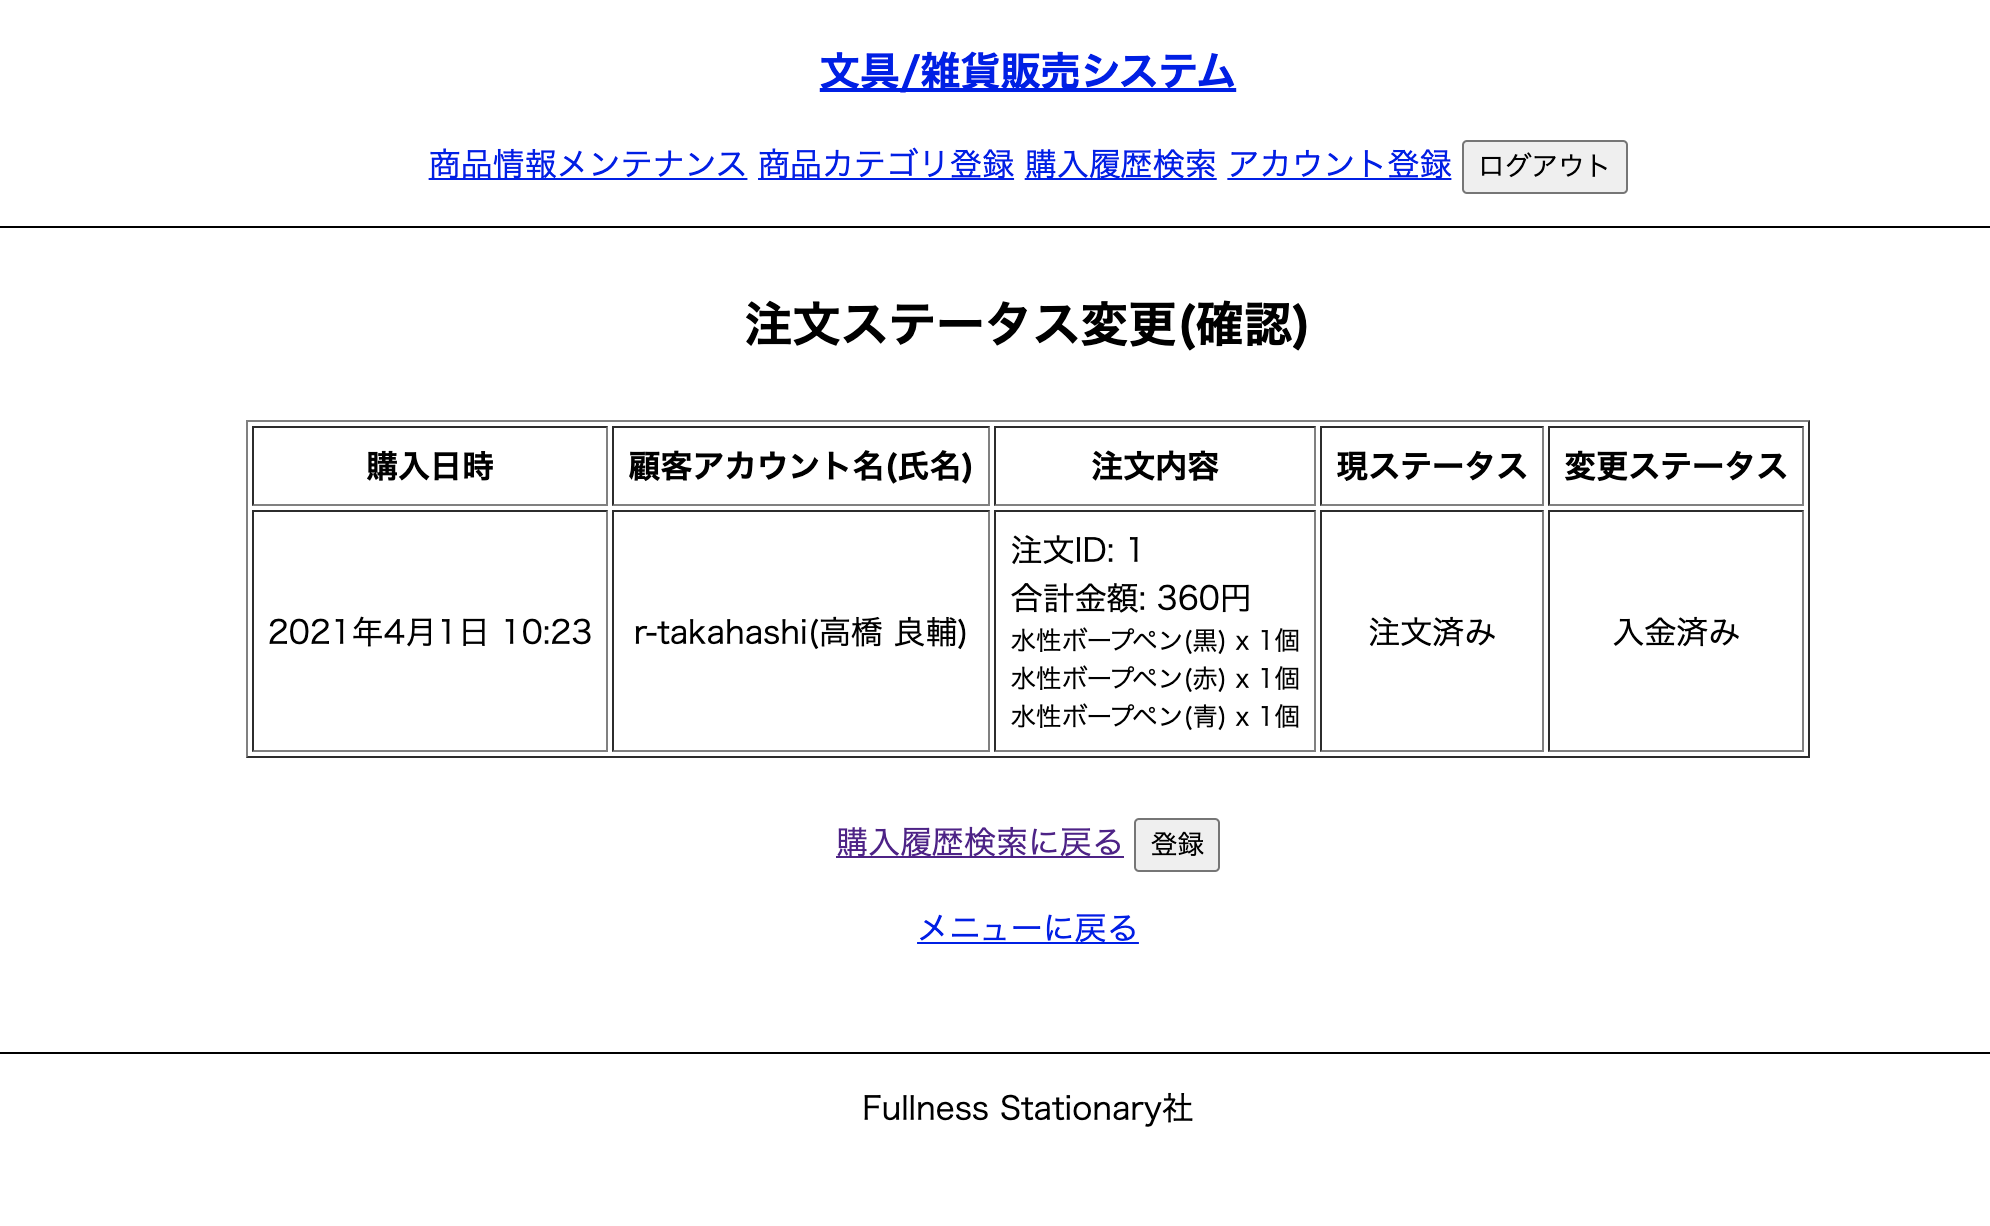 文具/雑貨販売システム
商品情報メンテナンス 商品カテゴリ登録 購入履歴検索 アカウント登録 ログアウト
注文ステータス変更(確認)
購入日時 顧客アカウント名(氏名) 注文内容 現ステータス 変更ステータス
2021年4月1日 10:23 r-takahashi(高橋 良輔) 注文ID: 1
合計金額: 360円
水性ボープペン(黒) x 1個
水性ボープペン(赤) x 1個
水性ボープペン(青) x 1個
注文済み 入金済み
購入履歴検索に戻る 登録
メニューに戻る
Fullness Stationary社